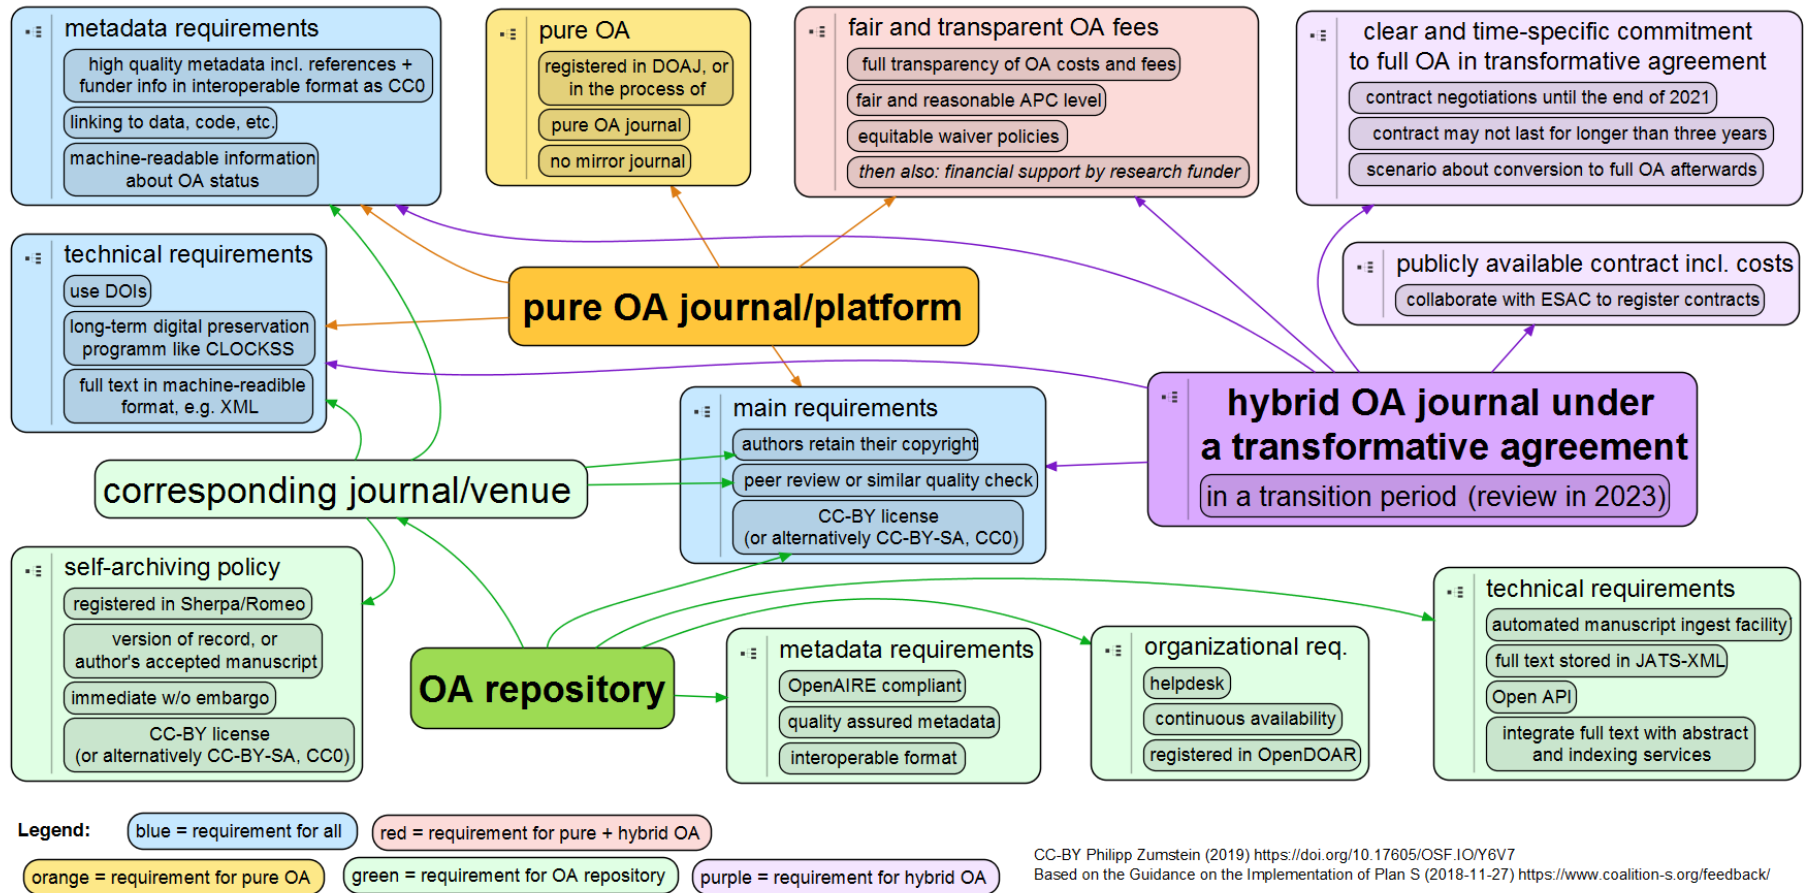 metadata requirements
high quality metadata incl. references +
funder info in interoperable format as CC0
linking to data, code, etc.
machine-readable information
about OA status
pure OA
registered in DOAJ, or
in the process of
pure OA journal
no mirror journal
fair and transparent OA fees
full transparency of OA costs and fees
fair and reasonable APC level
equitable waiver policies
then also: financial support by research funder
clear and time-specific commitment
to full OA in transformative agreement
contract negotiations until the end of 2021
contract may not last for longer than three years
scenario about conversion to full OA afterwards
technical requirements
use DOIs
long-term digital preservation
programm like CLOCKSS
full text in machine-readible
format, e.g. XML
pure OA journal/platform
publicly available contract incl. costs
collaborate with ESAC to register contracts
main requirements
authors retain their copyright
peer review or similar quality check
CC-BY license
(or alternatively CC-BY-SA, CC0)
hybrid OA journal under
a transformative agreement
in a transition period (review in 2023)
corresponding journal/venue
self-archiving policy
registered in Sherpa/Romeo
version of record, or
author's accepted manuscript
immediate w/o embargo
CC-BY license
(or alternatively CC-BY-SA, CC0)
OA repository
metadata requirements
OpenAIRE compliant
quality assured metadata
interoperable format
organizational req.
helpdesk
continuous availability
registered in OpenDOAR
technical requirements
automated manuscript ingest facility
full text stored in JATS-XML
Open API
integrate full text with abstract
and indexing services
Legend:
blue = requirement for all
red = requirement for pure + hybrid OA
orange = requirement for pure OA
green = requirement for OA repository
purple = requirement for hybrid OA
CC-BY Philipp Zumstein (2019) https://doi.org/10.17605/OSF.IO/Y6V7
Based on the Guidance on the Implementation of Plan S (2018-11-27) https://www.coalition-s.org/feedback/